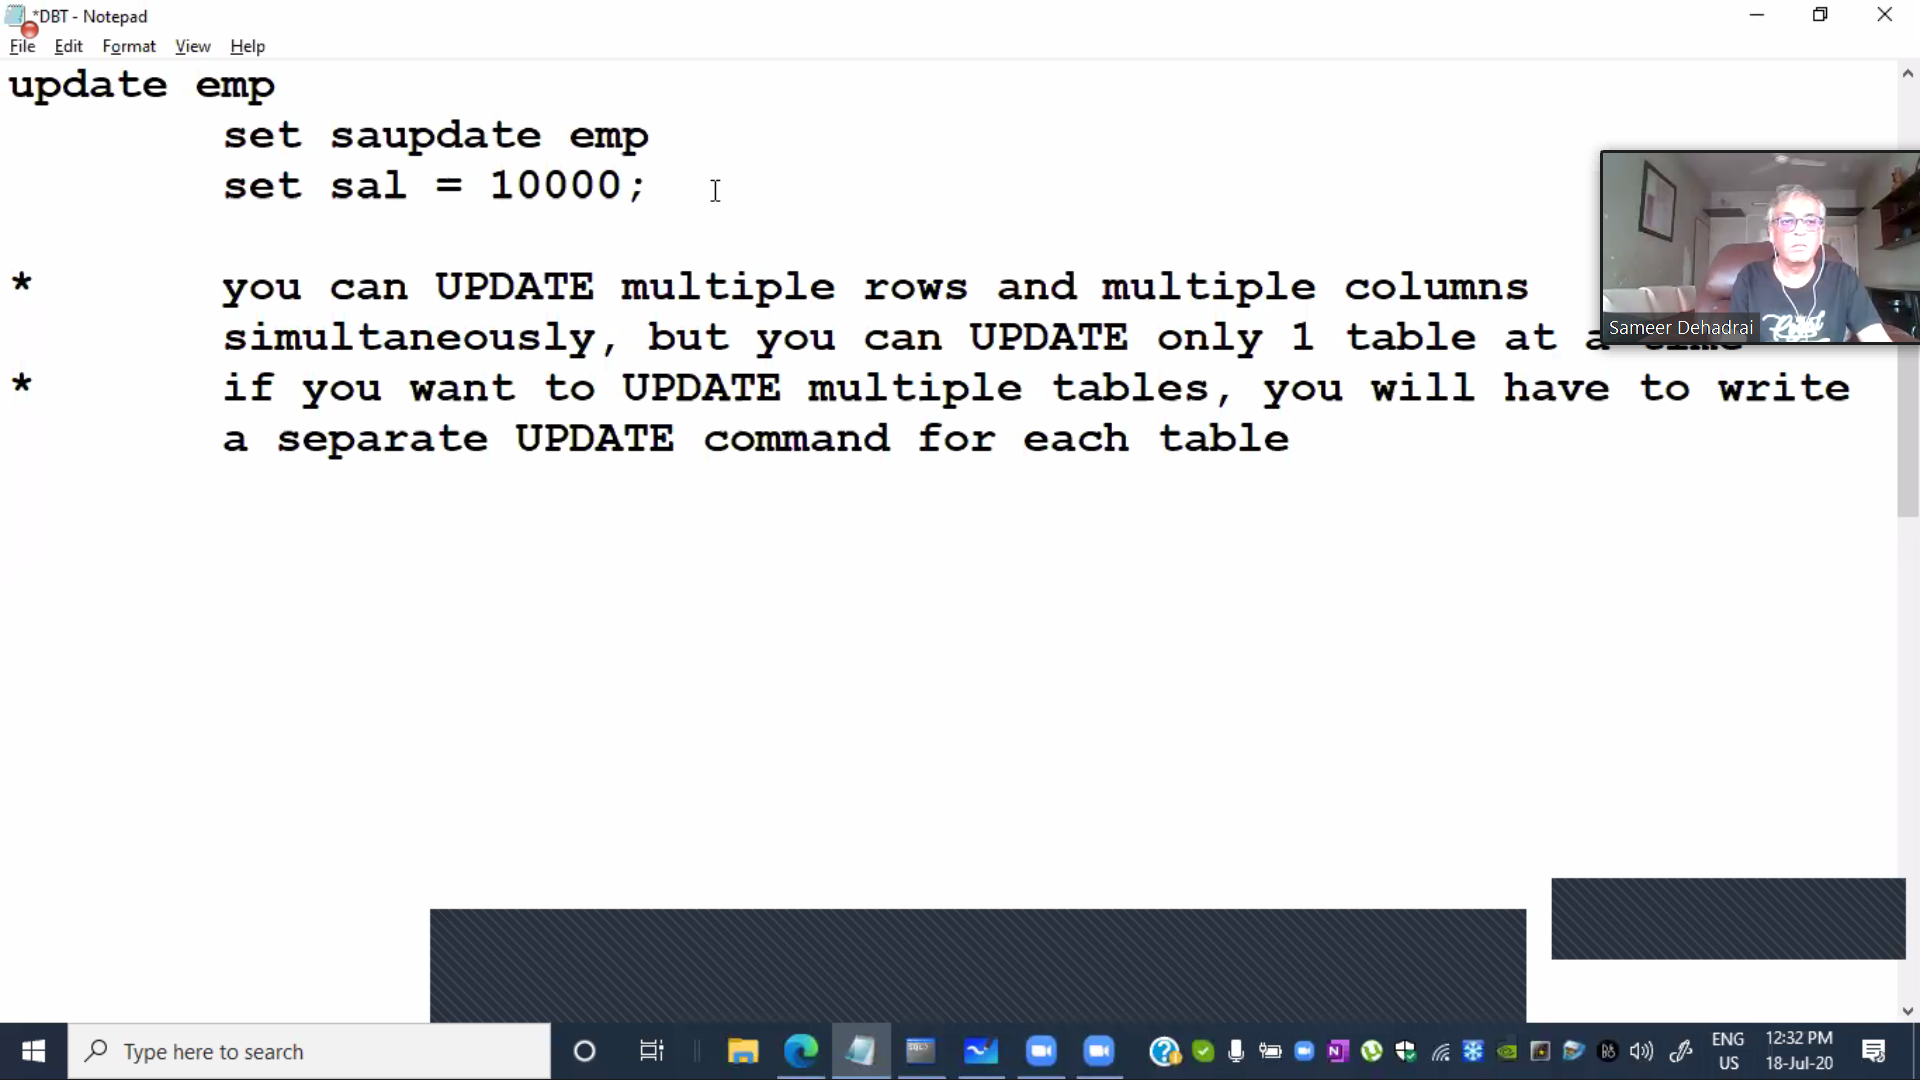 *DBT - Notepad
File Edit Format View Help
update emp
set saupdate emp
set sal = 10000;
* you can UPDATE multiple rows and multiple columns
simultaneously, but you can UPDATE only 1 table at a
* if you want to UPDATE multiple tables, you will have to write
a separate UPDATE command for each table
Sameer Dehadrai
Type here to search
ENG
US
12:32 PM
18-Jul-20